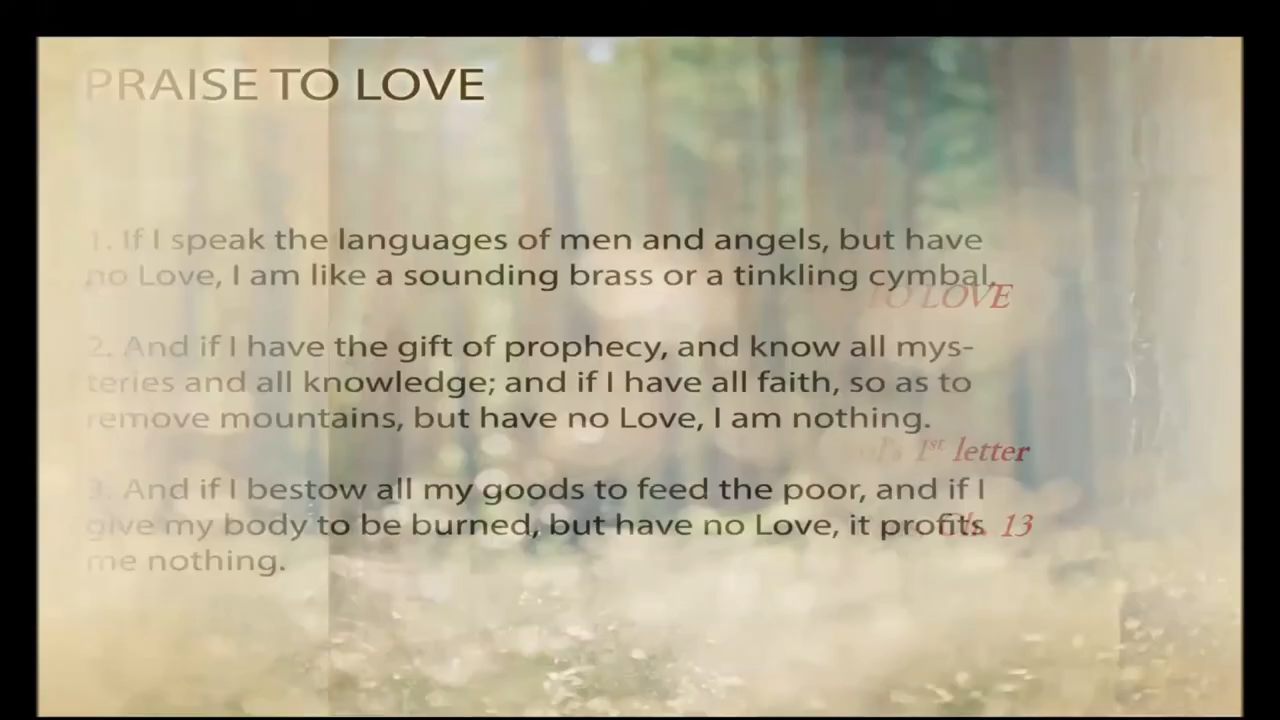 PRAISE TO LOVE
1. If I speak the languages of men and angels, but have
no Love, I am like a sounding brass or a tinkling cymbal.
TO LOVE
2. And if I have the gift of prophecy, and know all mys-
teries and all knowledge; and if I have all faith, so as to
remove mountains, but have no Love, I am nothing.
1st letter
3. And if I bestow all my goods to feed the poor, and if I
give my body to be burned, but have no Love, it profits
13
me nothing.